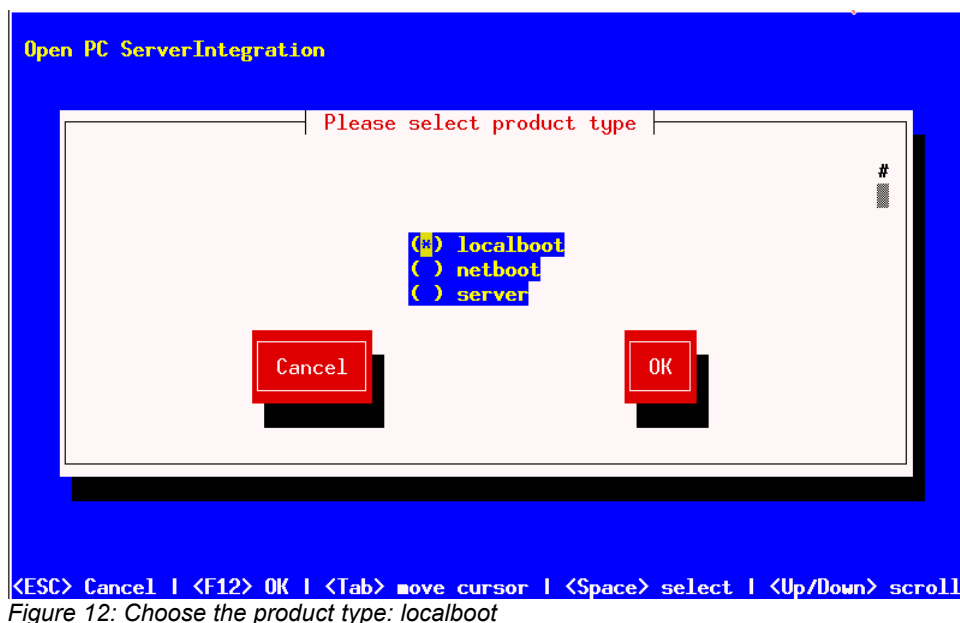 Open PC ServerIntegration
Please select product type
#
(*) localboot
( ) netboot
( ) server
Cancel OK
<ESC> Cancel | <F12> OK | <Tab> move cursor | <Space> select | <Up/Down> scroll
Figure 12: Choose the product type: localboot